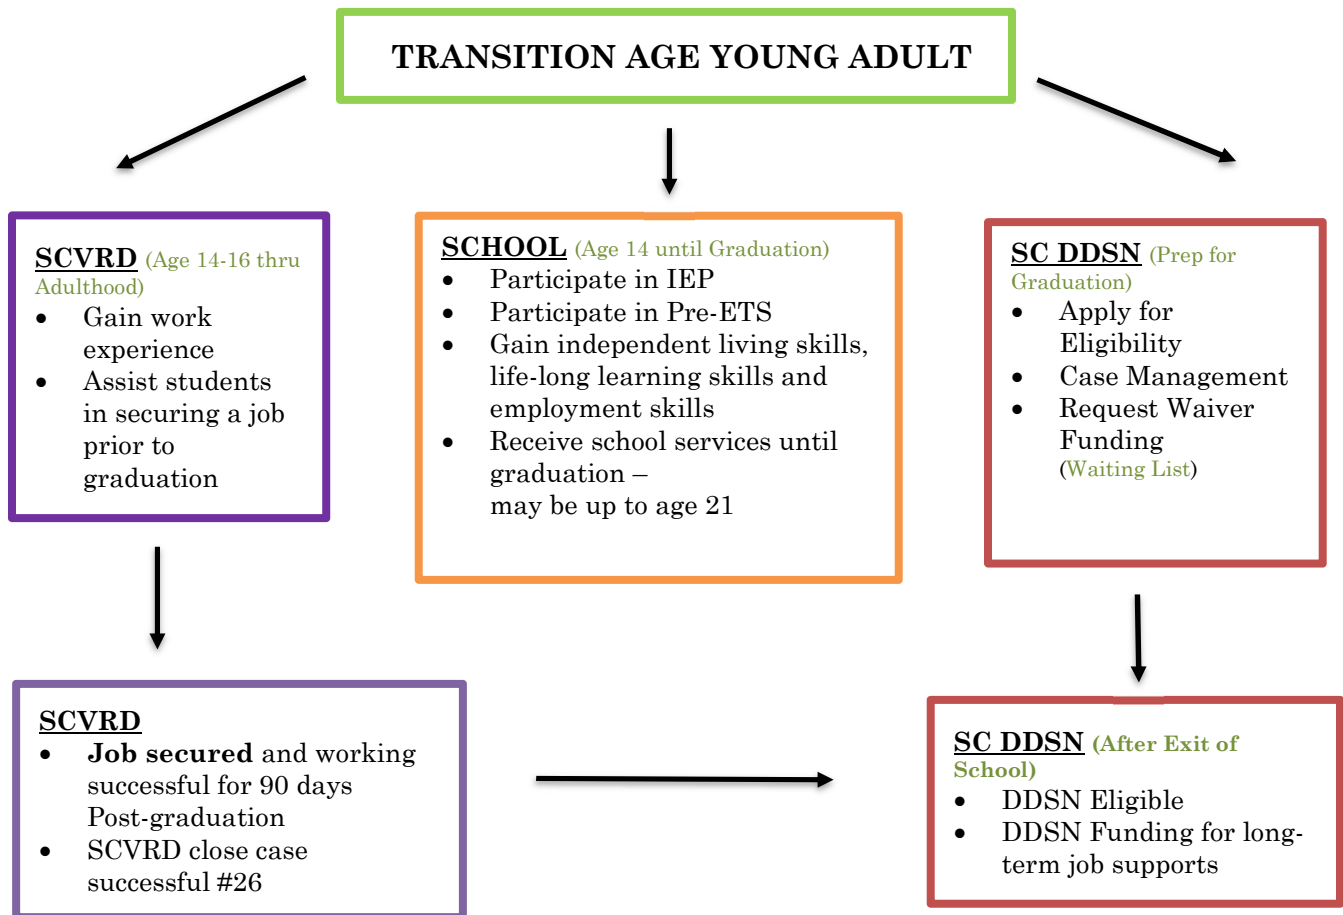 TRANSITION AGE YOUNG ADULT
SCVRD (Age 14-16 thru
Adulthood)
• Gain work
experience
• Assist students
in securing a job
prior to
graduation
SCHOOL (Age 14 until Graduation)
• Participate in IEP
• Participate in Pre-ETS
• Gain independent living skills,
life-long learning skills and
employment skills
• Receive school services until
graduation –
may be up to age 21
SC DDSN (Prep for
Graduation)
• Apply for
Eligibility
• Case Management
• Request Waiver
Funding
(Waiting List)
SCVRD
• Job secured and working
successful for 90 days
Post-graduation
• SCVRD close case
successful #26
SC DDSN (After Exit of
School)
• DDSN Eligible
• DDSN Funding for long-
term job supports